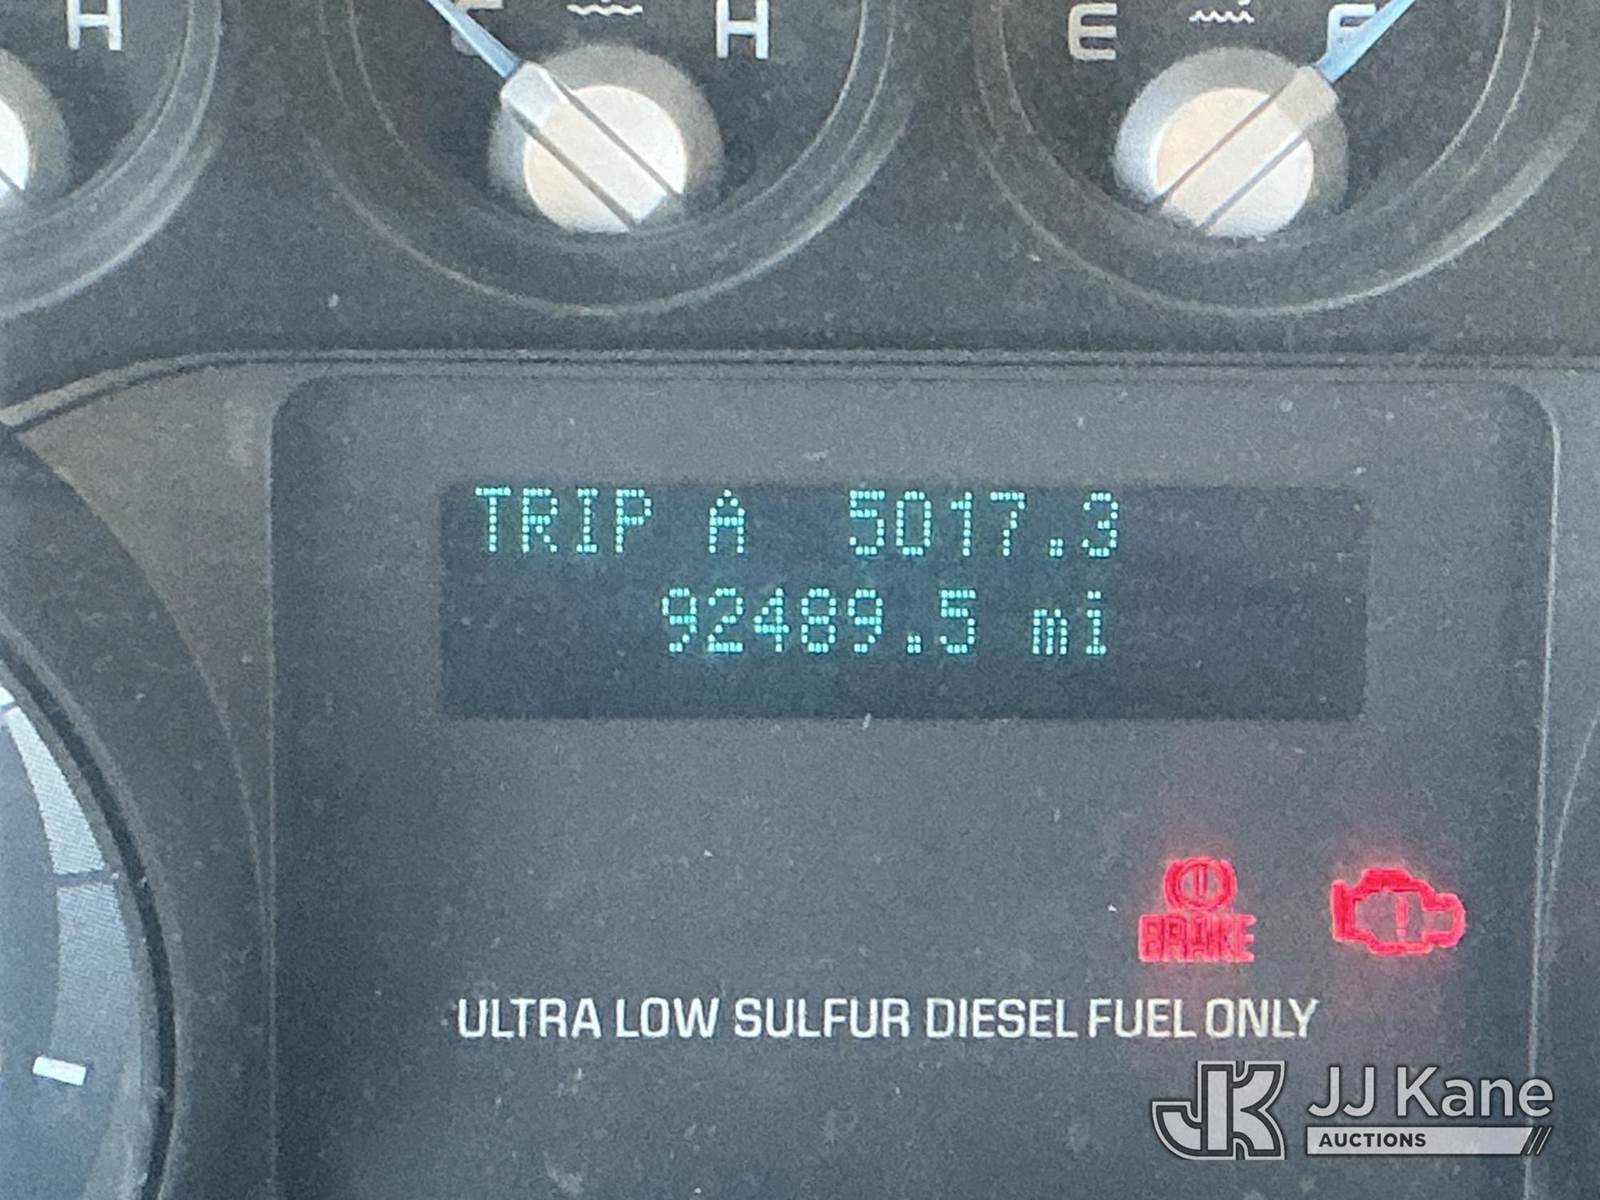 H
C
H
E
F
TRIP A 5017.3
92489.5 mi
BRAKE
ULTRA LOW SULFUR DIESEL FUEL ONLY
JK
JJ Kane
AUCTIONS